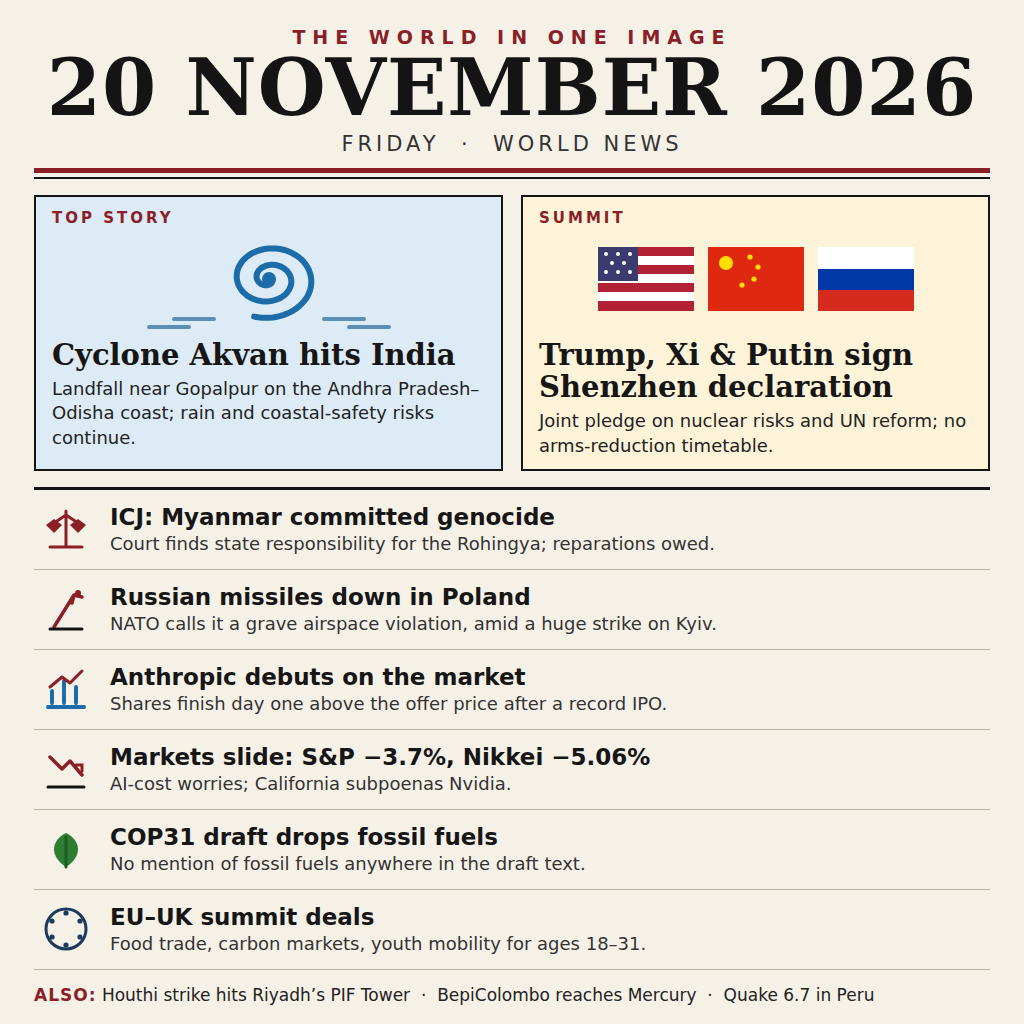 THE WORLD IN ONE IMAGE
20 NOVEMBER 2026
FRIDAY · WORLD NEWS
TOP STORY
Cyclone Akvan hits India
Landfall near Gopalpur on the Andhra Pradesh–
Odisha coast; rain and coastal-safety risks
continue.
SUMMIT
Trump, Xi & Putin sign
Shenzhen declaration
Joint pledge on nuclear risks and UN reform; no
arms-reduction timetable.
ICJ: Myanmar committed genocide
Court finds state responsibility for the Rohingya; reparations owed.
Russian missiles down in Poland
NATO calls it a grave airspace violation, amid a huge strike on Kyiv.
Anthropic debuts on the market
Shares finish day one above the offer price after a record IPO.
Markets slide: S&P −3.7%, Nikkei −5.06%
AI-cost worries; California subpoenas Nvidia.
COP31 draft drops fossil fuels
No mention of fossil fuels anywhere in the draft text.
EU–UK summit deals
Food trade, carbon markets, youth mobility for ages 18–31.
ALSO: Houthi strike hits Riyadh’s PIF Tower · BepiColombo reaches Mercury · Quake 6.7 in Peru